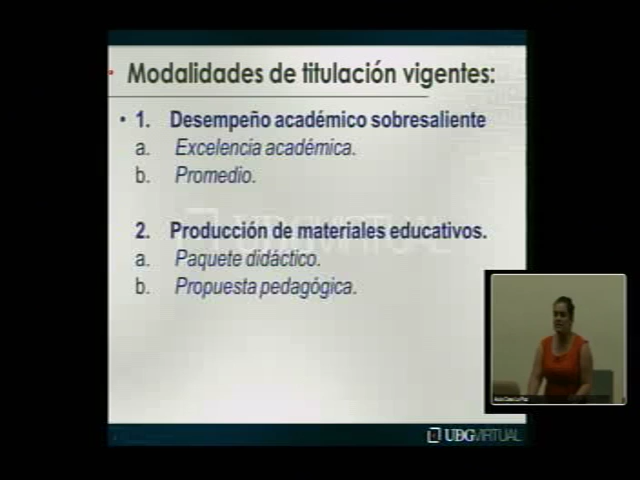 Modalidades de titulación vigentes:
• 1. Desempeño académico sobresaliente
a. Excelencia académica.
b. Promedio.
2. Producción de materiales educativos.
a. Paquete didáctico.
b. Propuesta pedagógica.
UDGVIRTUAL
UDGVIRTUAL